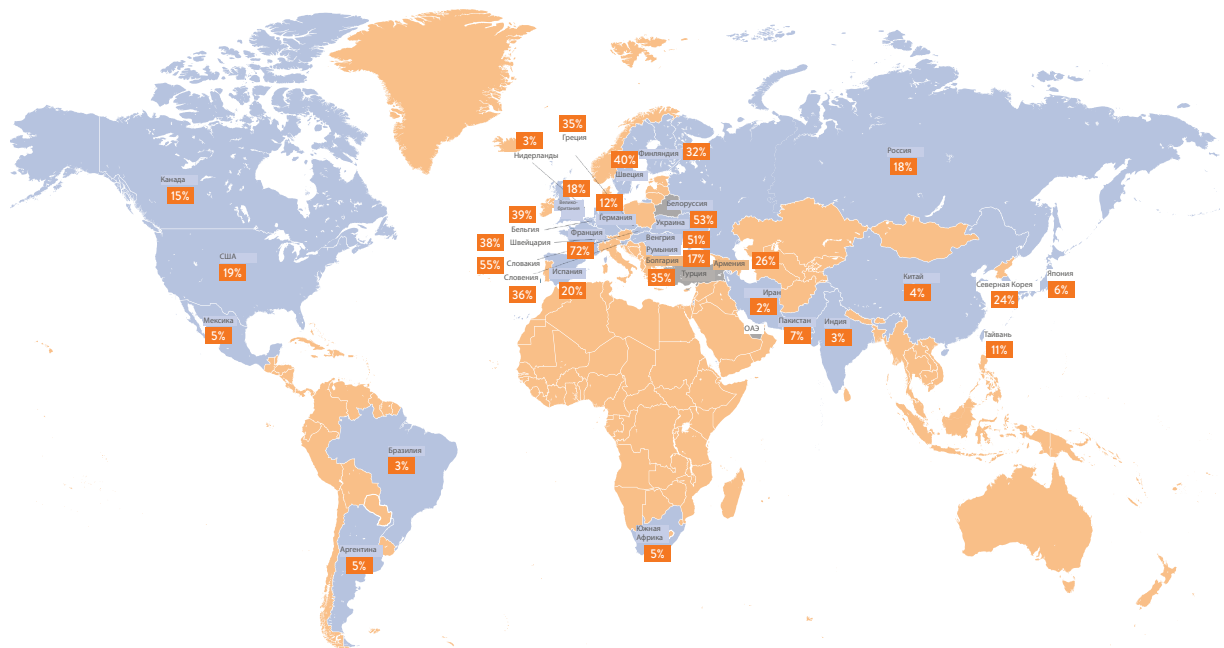 35%
Греция
3%
Нидерланды
40%
Финляндия
32%
Швеция
Россия
18%
Канада
15%
18%
Велико-
британия
12%
Германия
Белоруссия
39%
Бельгия
Украина
53%
Франция
38%
Швейцария
72%
Венгрия
51%
Румыния
55%
Словакия
Болгария
17%
Армения
26%
Словения
Испания
35%
Турция
36%
20%
США
19%
Иран
2%
Китай
4%
Северная Корея
24%
Япония
6%
Мексика
5%
ОАЭ
Пакистан
7%
Индия
3%
Тайвань
11%
Бразилия
3%
Южная
Африка
5%
Аргентина
5%